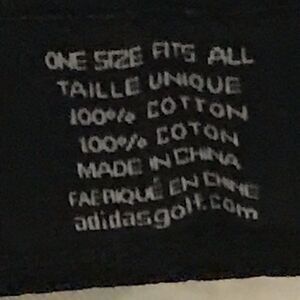 ONE SIZE FITS ALL
TAILLE UNIQUE
100% COTTON
100% COTON
MADE IN CHINA
FABRIQUÉ EN CHINE
adidasgolf.com